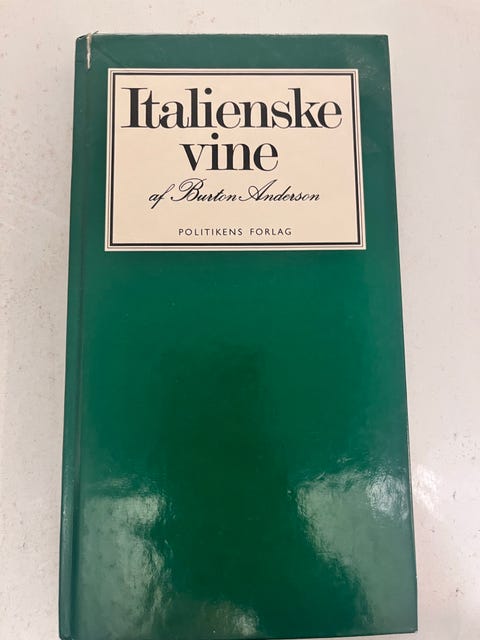 Italienske
vine
af Burton Anderson
POLITIKENS FORLAG